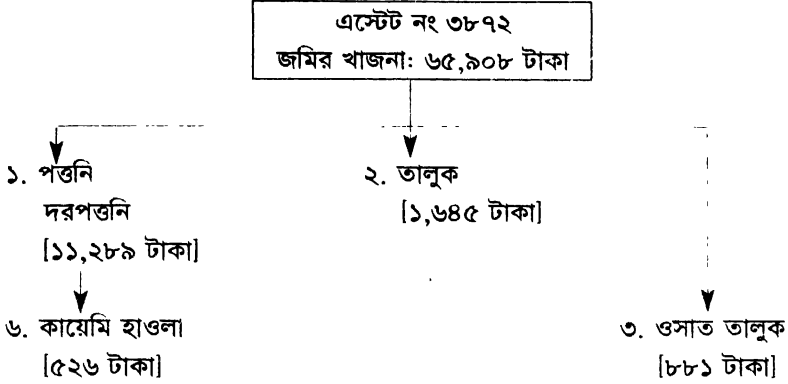 এস্টেট নং ৩৮৭২
জমির খাজনা: ৬৫,৯০৮ টাকা
১. পত্তনি
দরপত্তনি
[১১,২৮৯ টাকা]
২. তালুক
[১,৬৪৫ টাকা]
৬. কায়েমি হাওলা
[৫২৬ টাকা]
৩. ওসাত তালুক
[৮৮১ টাকা]